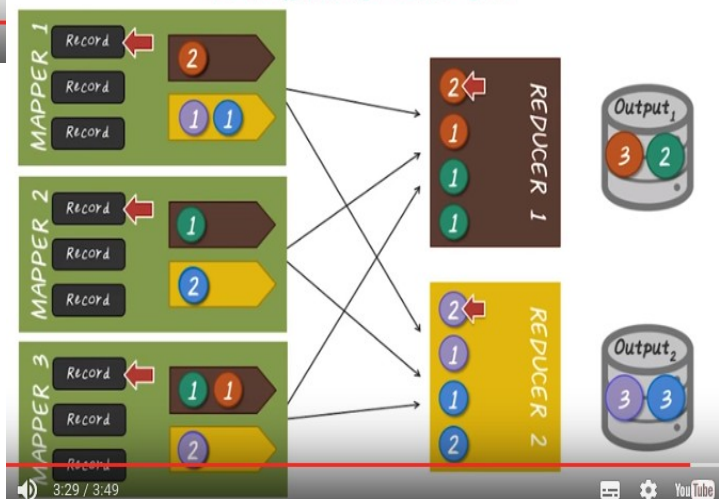 MAPPER 1
Record
Record
Record
2
1 1
MAPPER 2
Record
Record
Record
1
2
MAPPER 3
Record
Record
Record
1 1
2
REDUCER 1
2
1
1
1
Output1
3 2
REDUCER 2
2
1
1
2
Output2
3 3
3:29 / 3:49
YouTube